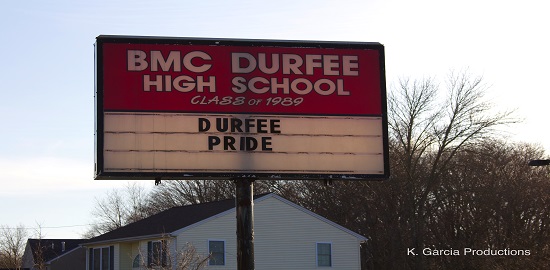 BMC DURFEE
HIGH SCHOOL
CLASS OF 1989
DURFEE
PRIDE
K. Garcia Productions